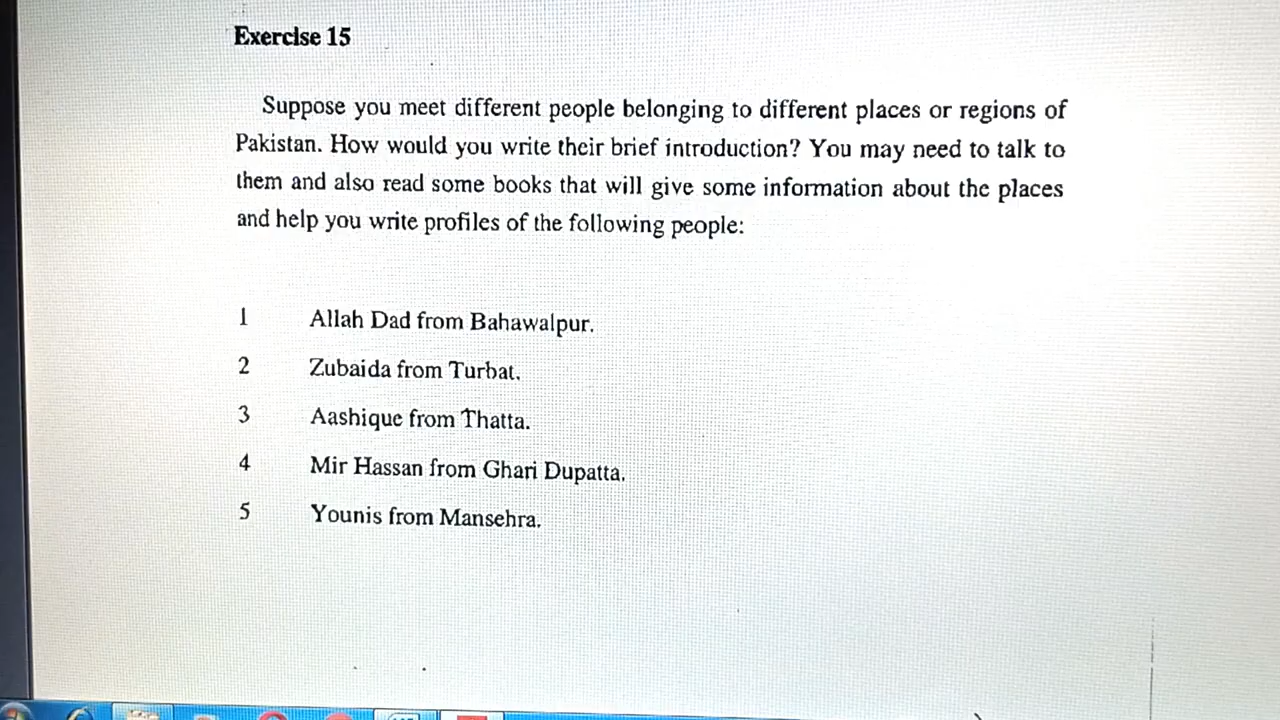 Exercise 15
Suppose you meet different people belonging to different places or regions of
Pakistan. How would you write their brief introduction? You may need to talk to
them and also read some books that will give some information about the places
and help you write profiles of the following people:
1 Allah Dad from Bahawalpur.
2 Zubaida from Turbat.
3 Aashique from Thatta.
4 Mir Hassan from Ghari Dupatta.
5 Younis from Mansehra.